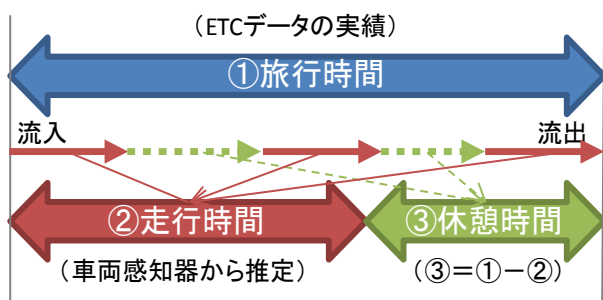 （ETCデータの実績）
①旅行時間
流入
流出
②走行時間
③休憩時間
（車両感知器から推定）
（③＝①－②）